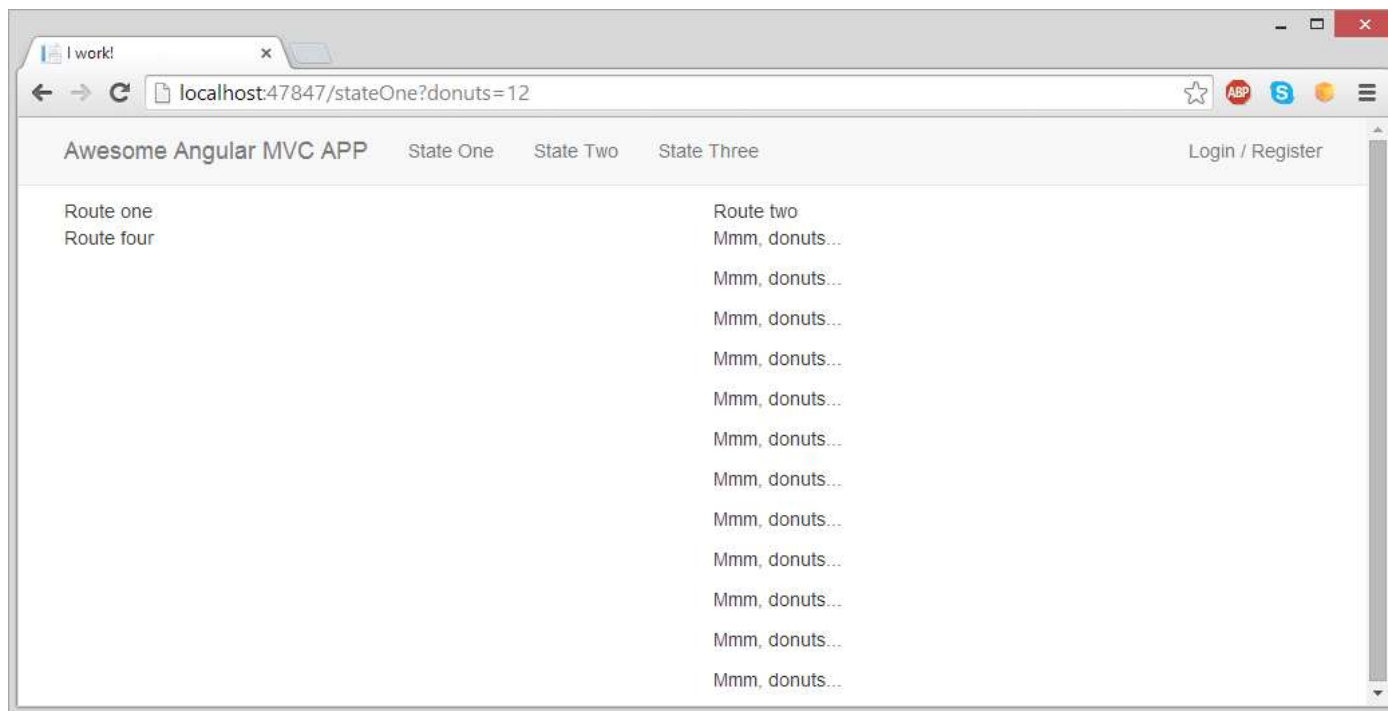 I work!
localhost:47847/stateOne?donuts=12
ABP
S
Awesome Angular MVC APP State One State Two State Three Login / Register
Route one
Route four
Route two
Mmm, donuts...
Mmm, donuts...
Mmm, donuts...
Mmm, donuts...
Mmm, donuts...
Mmm, donuts...
Mmm, donuts...
Mmm, donuts...
Mmm, donuts...
Mmm, donuts...
Mmm, donuts...
Mmm, donuts...